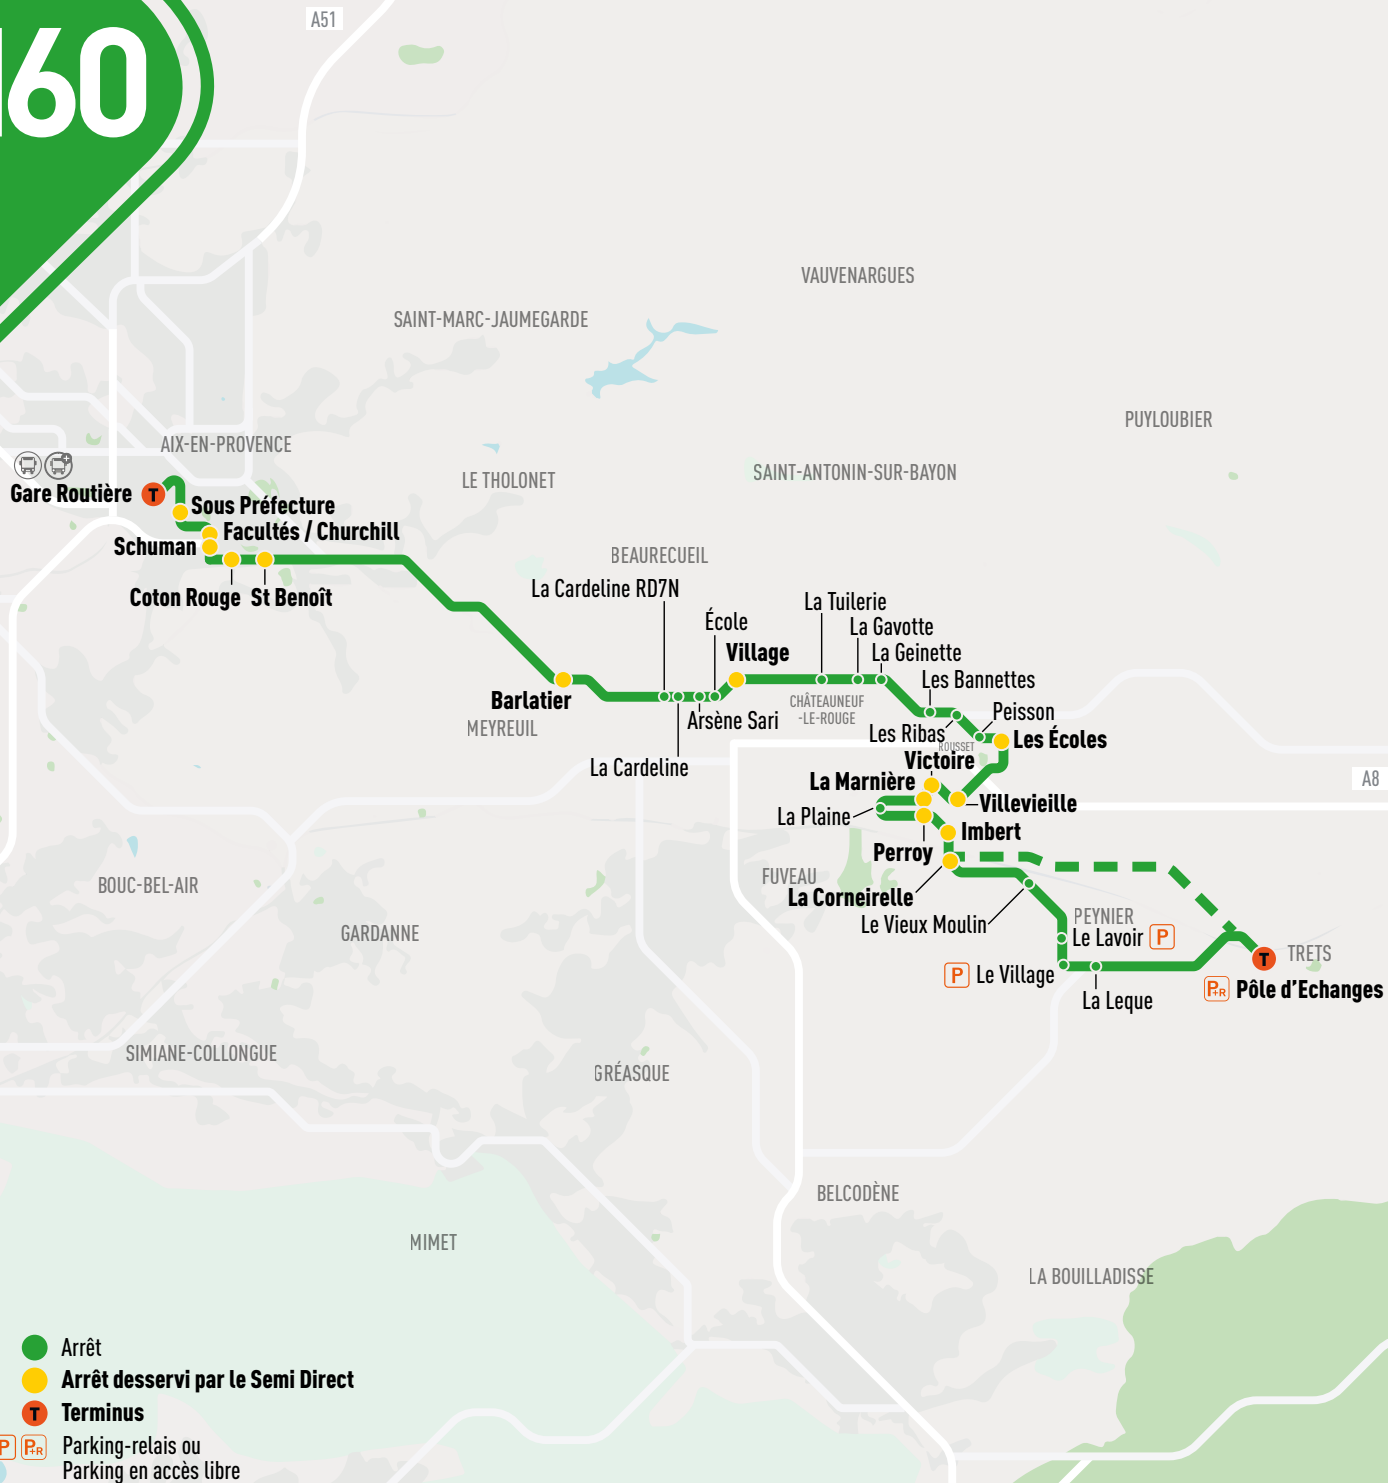 160
A51
VAUVENARGUES
SAINT-MARC-JAUMEGARDE
PUYLOUBIER
AIX-EN-PROVENCE
LE THOLONET
SAINT-ANTONIN-SUR-BAYON
Gare Routière
T
Sous Préfecture
Facultés / Churchill
Schuman
BEAURECUEIL
La Cardeline RD7N
Coton Rouge
St Benoît
La Tuilerie
École
La Gavotte
Village
La Geinette
Les Bannettes
Barlatier
CHÂTEAUNEUF
-LE-ROUGE
Peisson
Arsène Sari
MEYREUIL
Les Ribas
Les Écoles
ROUSSET
Victoire
La Cardeline
La Marnière
A8
Villevieille
La Plaine
Imbert
Perroy
FUVEAU
BOUC-BEL-AIR
La Corneirelle
PEYNIER
Le Vieux Moulin
GARDANNE
Le Lavoir P
TRETS
T
P Le Village
P+R Pôle d'Echanges
La Leque
SIMIANE-COLLONGUE
GRÉASQUE
BELCODÈNE
MIMET
LA BOUILLADISSE
Arrêt
Arrêt desservi par le Semi Direct
T Terminus
P P+R Parking-relais ou
Parking en accès libre